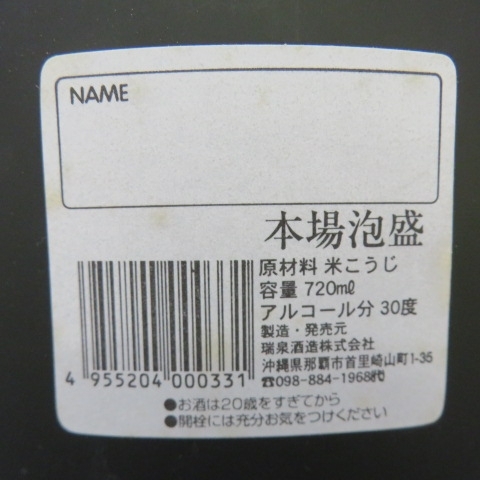 NAME
本場泡盛
原材料 米こうじ
容量 720mℓ
アルコール分 30度
製造・発売元
瑞泉酒造株式会社
沖縄県那覇市首里崎山町1-35
☎098-884-1968㈹
4 955204 000331
●お酒は20歳をすぎてから
●開栓には充分お気をつけください